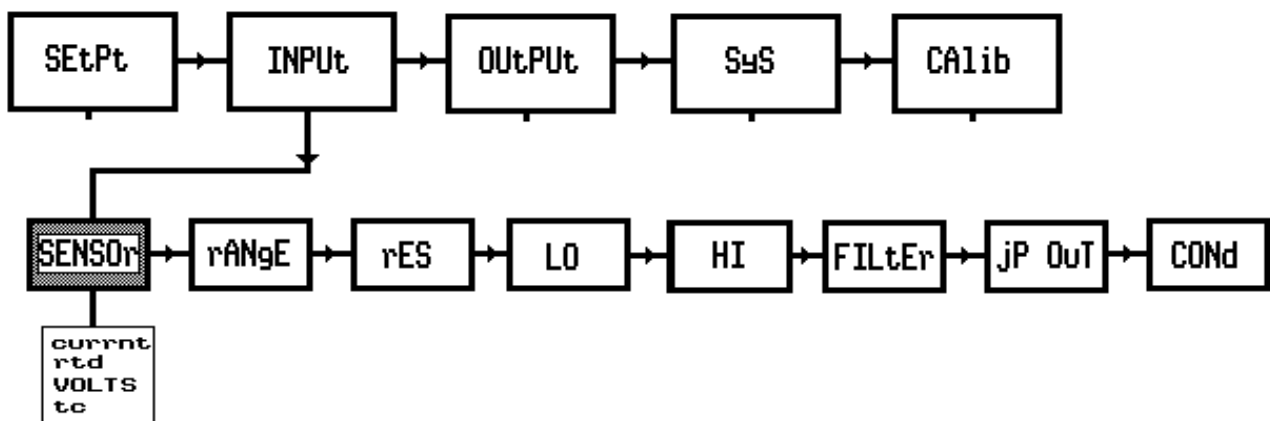 SEtPt INPUt OUtPUt SyS CAlib
SENSOr rANgE rES LO HI FILtEr jP OuT CONd
currnt
rtd
VOLTS
tc